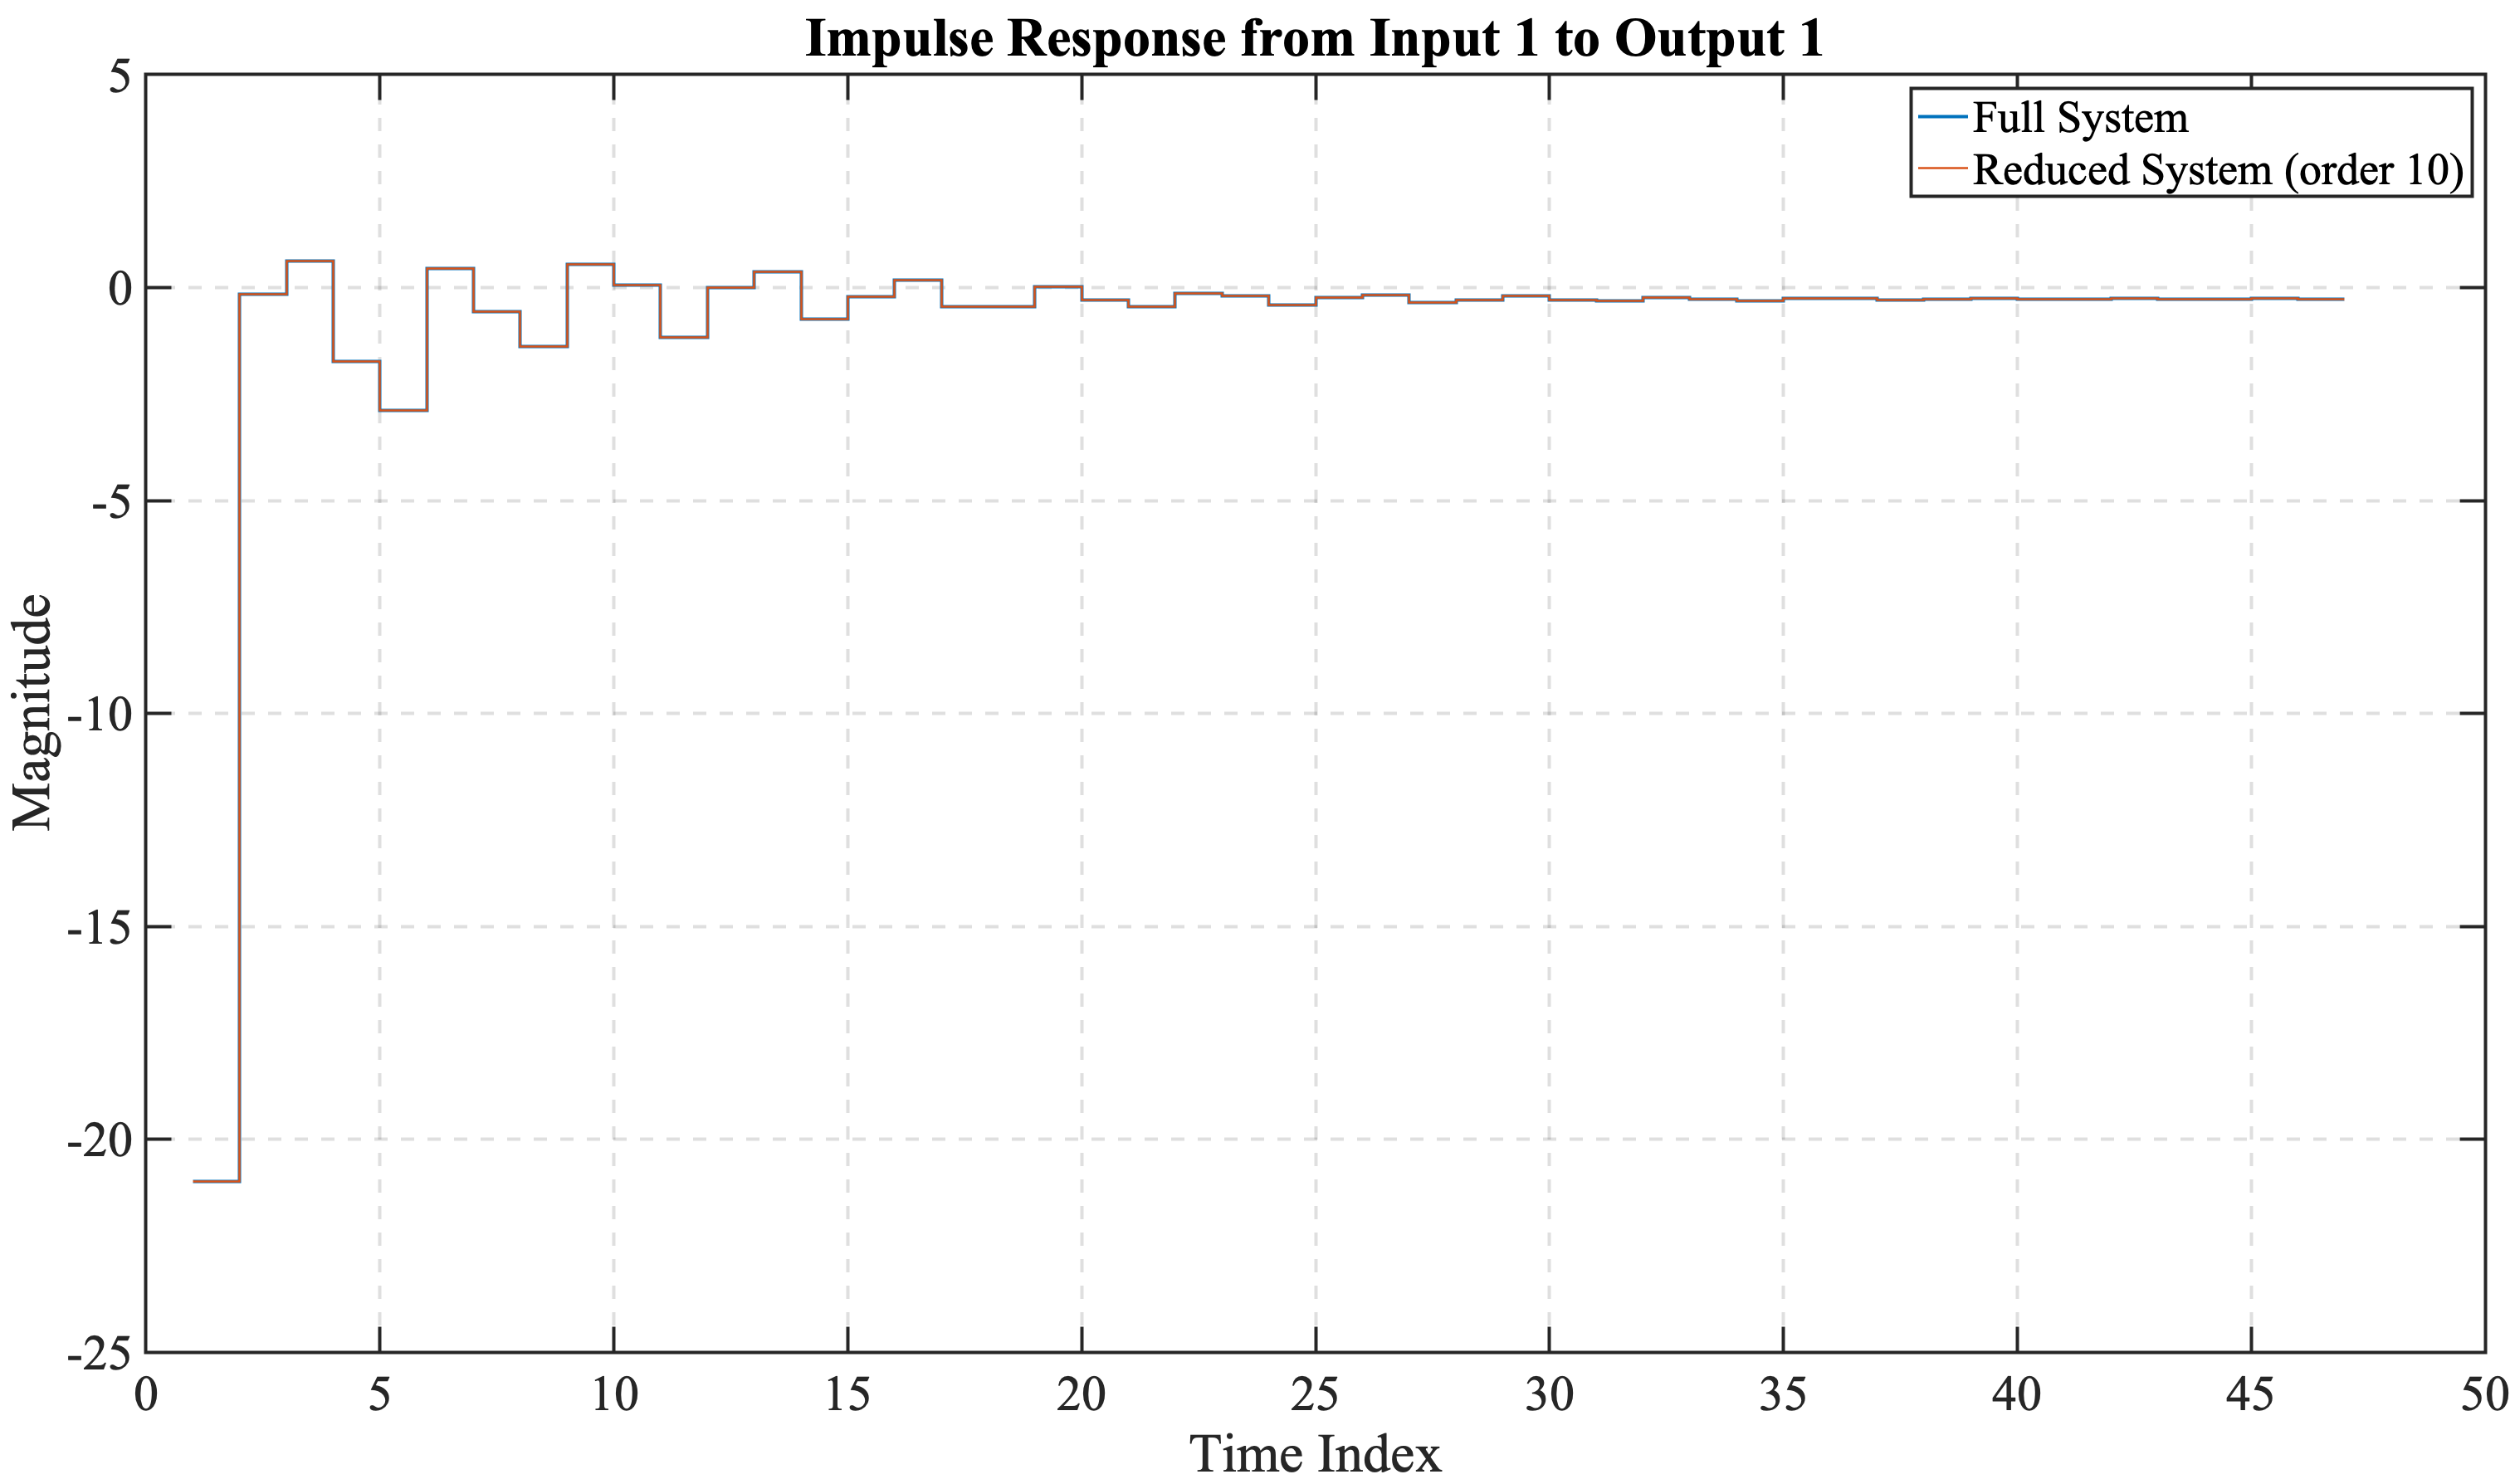 Impulse Response from Input 1 to Output 1
Full System
Reduced System (order 10)
5
0
-5
-10
-15
-20
-25
Magnitude
0 5 10 15 20 25 30 35 40 45 50
Time Index